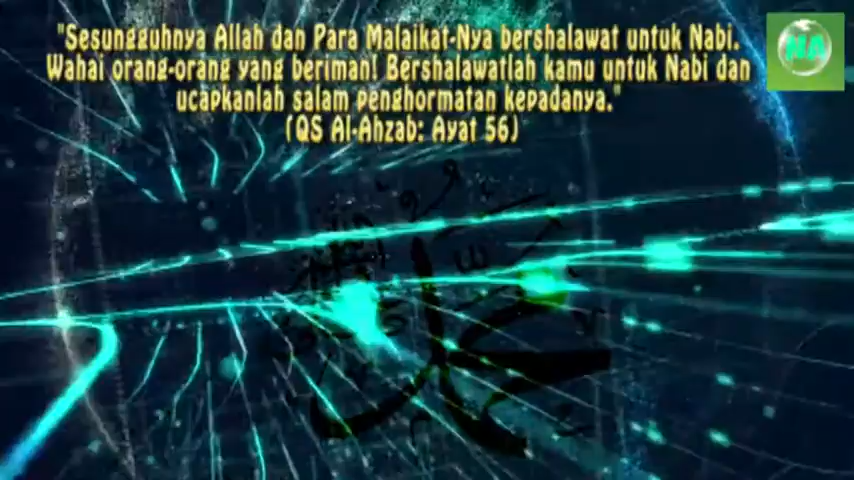 "Sesungguhnya Allah dan Para Malaikat-Nya bershalawat untuk Nabi.
Wahai orang-orang yang beriman! Bershalawatlah kamu untuk Nabi dan
ucapkanlah salam penghormatan kepadanya."
(QS Al-Ahzab: Ayat 56)
HA